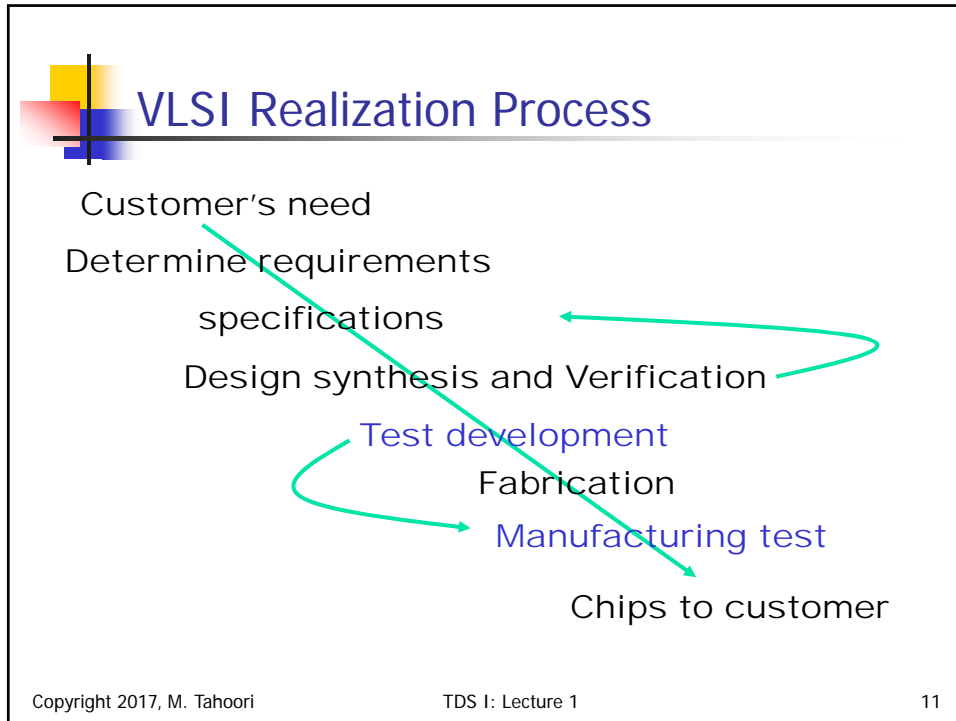 VLSI Realization Process
Customer's need
Determine requirements
specifications
Design synthesis and Verification
Test development
Fabrication
Manufacturing test
Chips to customer
Copyright 2017, M. Tahoori TDS I: Lecture 1 11